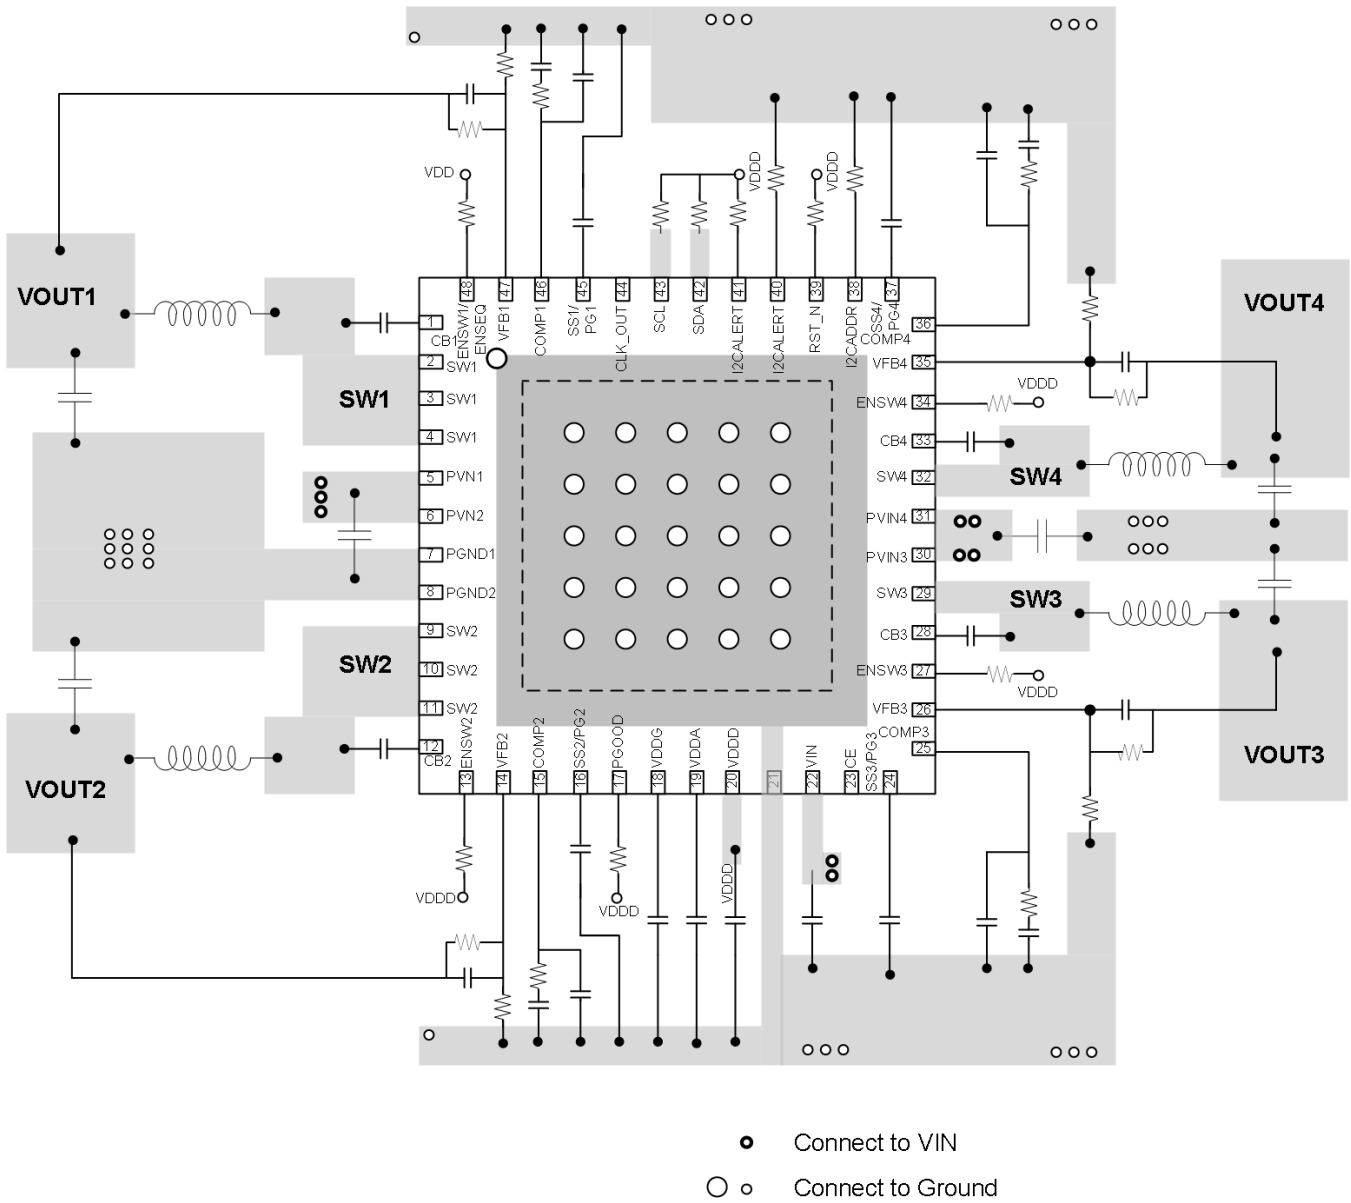 VDD
VDDD
VDDD
VOUT1
VOUT4
48
47
46
45
44
43
42
41
40
39
38
37
ENSW1/
ENSEQ
VFB1
COMP1
SS1/
PG1
CLK_OUT
SCL
SDA
I2CALERT
I2CALERT
RST_N
I2CADDR
SS4/
PG4
1
CB1
2
SW1
3
SW1
4
SW1
5
PVN1
6
PVN2
7
PGND1
8
PGND2
9
SW2
10
SW2
11
SW2
12
CB2
SW1
SW2
36
COMP4
VFB4
35
ENSW4
34
VDDD
CB4
33
SW4
32
SW4
PVIN4
31
PVIN3
30
SW3
29
SW3
CB3
28
ENSW3
27
VDDD
VFB3
26
COMP3
25
VOUT2
VOUT3
ENSW2
VFB2
COMP2
SS2/PG2
PGOOD
VDDG
VDDA
VDDD
VIN
CE
SS3/PG3
13
14
15
16
17
18
19
20
21
22
23
24
VDDD
VDDD
VDDD
Connect to VIN
Connect to Ground